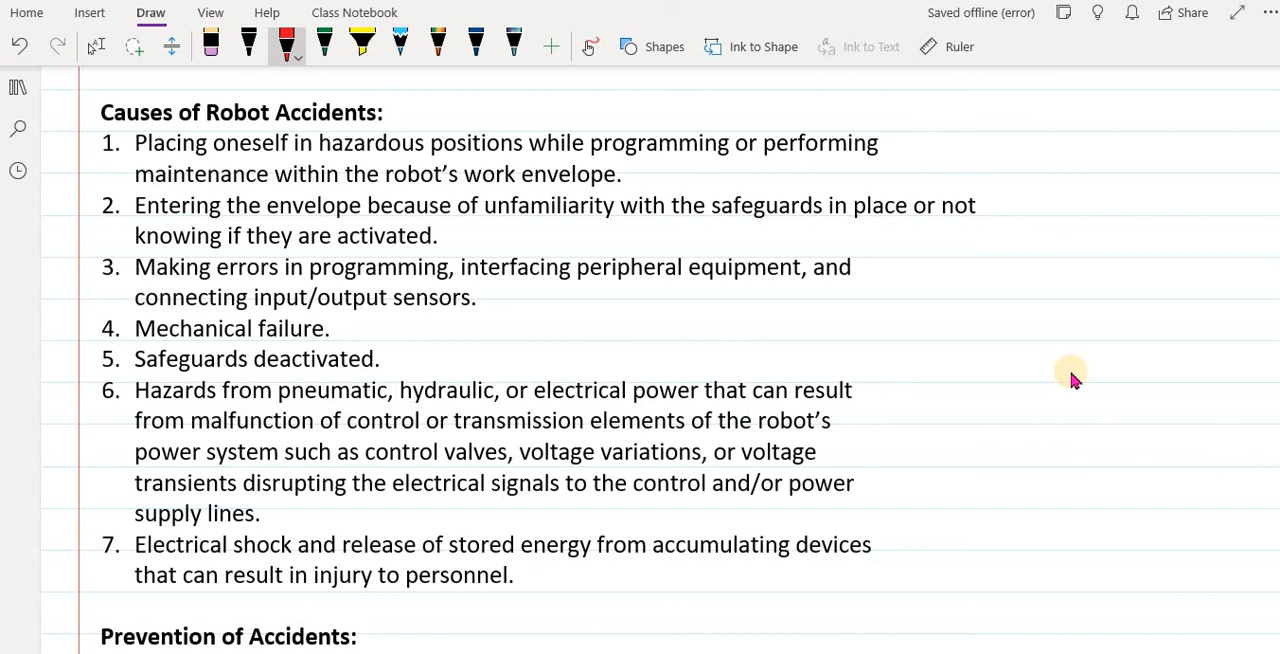 Home Insert Draw View Help Class Notebook Saved offline (error) Share
Shapes Ink to Shape Ink to Text Ruler
Causes of Robot Accidents:
1. Placing oneself in hazardous positions while programming or performing
maintenance within the robot’s work envelope.
2. Entering the envelope because of unfamiliarity with the safeguards in place or not
knowing if they are activated.
3. Making errors in programming, interfacing peripheral equipment, and
connecting input/output sensors.
4. Mechanical failure.
5. Safeguards deactivated.
6. Hazards from pneumatic, hydraulic, or electrical power that can result
from malfunction of control or transmission elements of the robot’s
power system such as control valves, voltage variations, or voltage
transients disrupting the electrical signals to the control and/or power
supply lines.
7. Electrical shock and release of stored energy from accumulating devices
that can result in injury to personnel.
Prevention of Accidents: